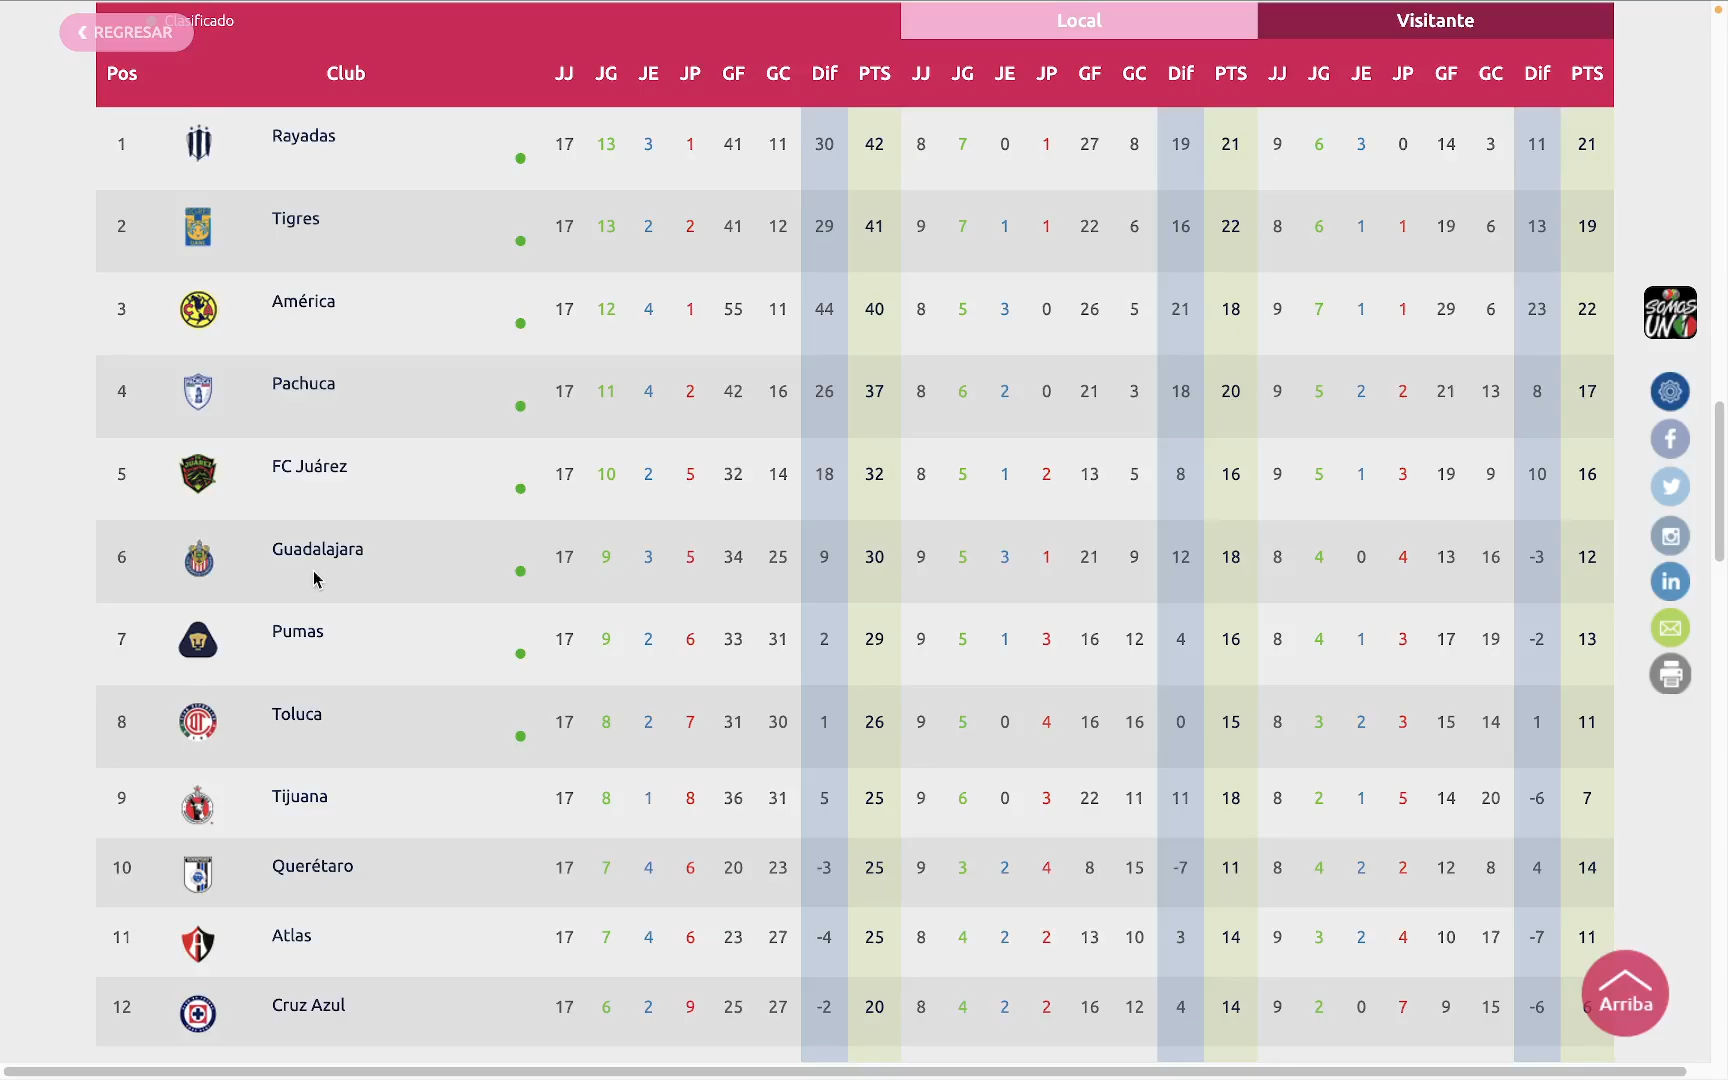 Clasificado
REGRESAR
Local Visitante
Pos Club JJ JG JE JP GF GC Dif PTS JJ JG JE JP GF GC Dif PTS JJ JG JE JP GF GC Dif PTS
1 Rayadas 17 13 3 1 41 11 30 42 8 7 0 1 27 8 19 21 9 6 3 0 14 3 11 21
2 Tigres 17 13 2 2 41 12 29 41 9 7 1 1 22 6 16 22 8 6 1 1 19 6 13 19
3 América 17 12 4 1 55 11 44 40 8 5 3 0 26 5 21 18 9 7 1 1 29 6 23 22
4 Pachuca 17 11 4 2 42 16 26 37 8 6 2 0 21 3 18 20 9 5 2 2 21 13 8 17
5 FC Juárez 17 10 2 5 32 14 18 32 8 5 1 2 13 5 8 16 9 5 1 3 19 9 10 16
6 Guadalajara 17 9 3 5 34 25 9 30 9 5 3 1 21 9 12 18 8 4 0 4 13 16 -3 12
7 Pumas 17 9 2 6 33 31 2 29 9 5 1 3 16 12 4 16 8 4 1 3 17 19 -2 13
8 Toluca 17 8 2 7 31 30 1 26 9 5 0 4 16 16 0 15 8 3 2 3 15 14 1 11
9 Tijuana 17 8 1 8 36 31 5 25 9 6 0 3 22 11 11 18 8 2 1 5 14 20 -6 7
10 Querétaro 17 7 4 6 20 23 -3 25 9 3 2 4 8 15 -7 11 8 4 2 2 12 8 4 14
11 Atlas 17 7 4 6 23 27 -4 25 8 4 2 2 13 10 3 14 9 3 2 4 10 17 -7 11
12 Cruz Azul 17 6 2 9 25 27 -2 20 8 4 2 2 16 12 4 14 9 2 0 7 9 15 -6 6
SOMOS
UN1
Arriba